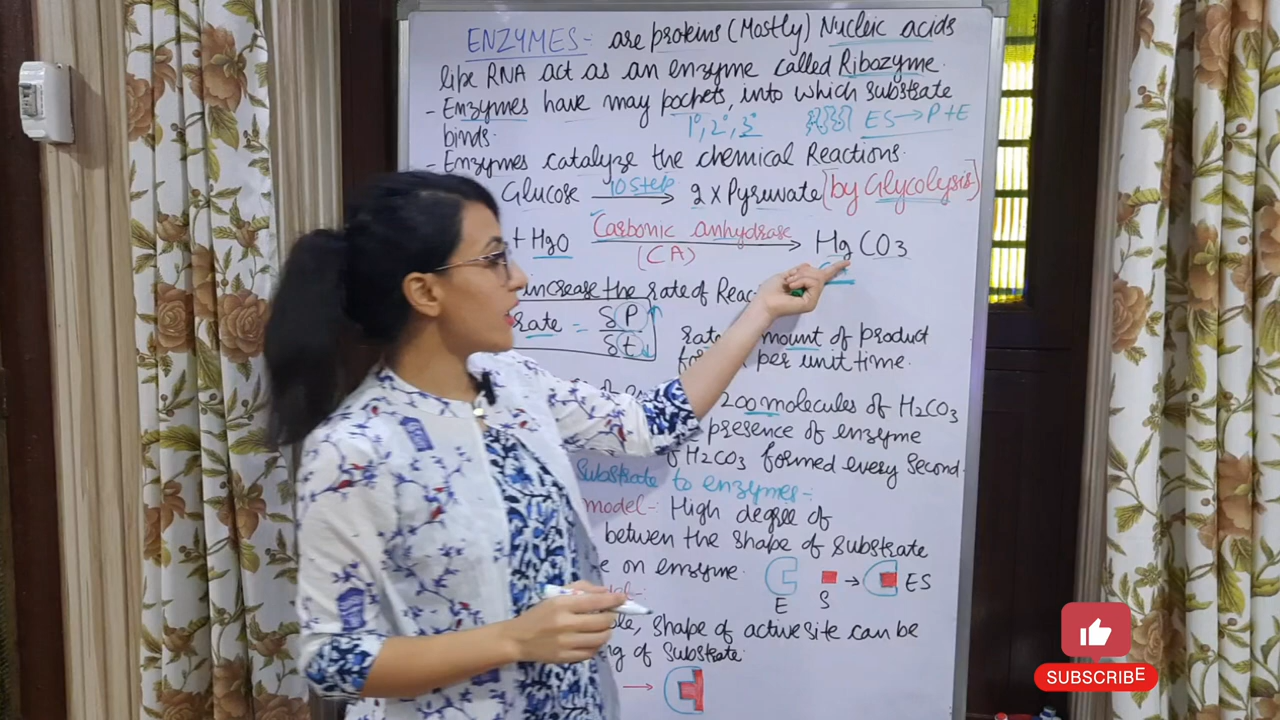 ENZYMES- are proteins (Mostly) Nucleic acids
like RNA act as an enzyme called Ribozyme.
- Enzymes have may pockets, into which substrate
1°, 2°, 3° ES → P + E
binds.
- Enzymes catalyze the chemical Reactions.
Glucose 10 Step → 2 x Pyruvate (by Glycolysis)
+ H2O Carbonic anhydrase → H2CO3
(CA)
increase the rate of Reac
rate = δP
δt
rate amount of product
for per unit time.
200 molecules of H2CO3
presence of enzyme
of H2CO3 formed every second.
Substrate to enzymes-:
model-: High degree of
betwen the shape of substrate
on enzyme. E S → ES
shape of active site can be
of substrate.
→
SUBSCRIBE